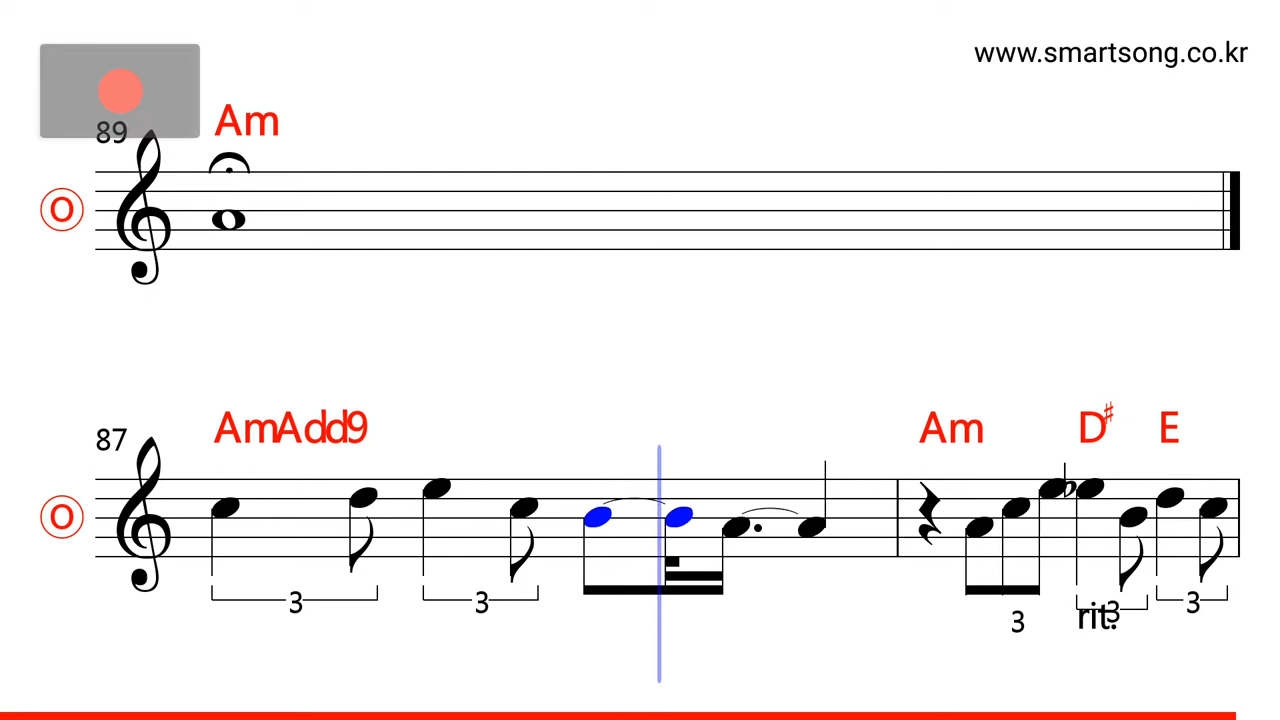 www.smartsong.co.kr
89 Am
O
87 AmAdd9 Am D♯ E
O
3 3 3 3 3
rit.